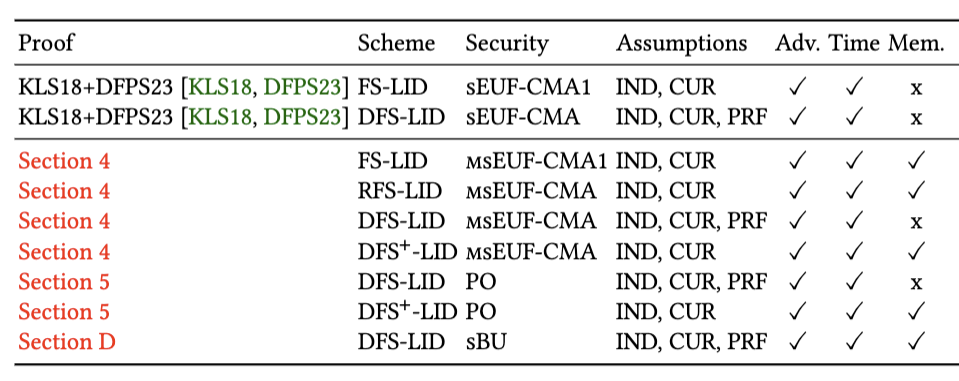 Proof Scheme Security Assumptions Adv. Time Mem.
KLS18+DFPS23 [KLS18, DFPS23] FS-LID sEUF-CMA1 IND, CUR ✓ ✓ x
KLS18+DFPS23 [KLS18, DFPS23] DFS-LID sEUF-CMA IND, CUR, PRF ✓ ✓ x
Section 4 FS-LID ᴍsEUF-CMA1 IND, CUR ✓ ✓ ✓
Section 4 RFS-LID ᴍsEUF-CMA IND, CUR ✓ ✓ ✓
Section 4 DFS-LID ᴍsEUF-CMA IND, CUR, PRF ✓ ✓ x
Section 4 DFS⁺-LID ᴍsEUF-CMA IND, CUR ✓ ✓ ✓
Section 5 DFS-LID PO IND, CUR, PRF ✓ ✓ x
Section 5 DFS⁺-LID PO IND, CUR ✓ ✓ ✓
Section D DFS-LID sBU IND, CUR, PRF ✓ ✓ ✓